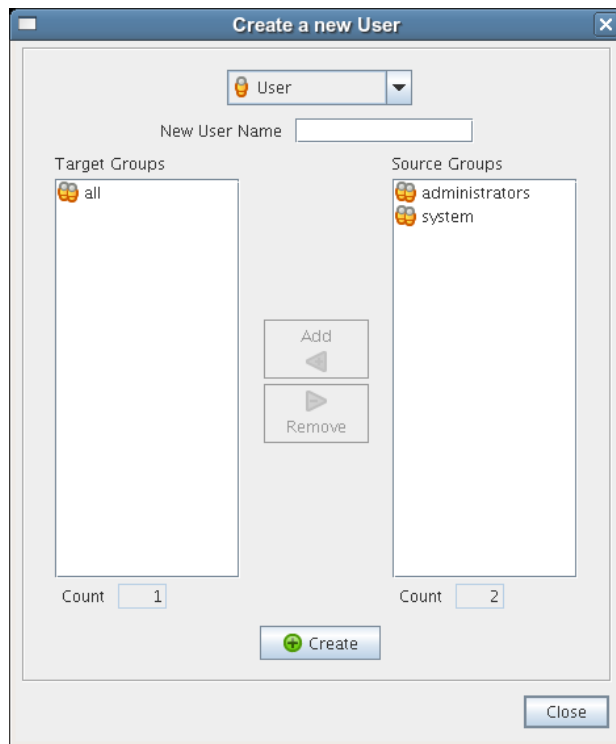 Create a new User
User
New User Name
Target Groups
Source Groups
all
administrators
system
Add
Remove
Count 1
Count 2
Create
Close